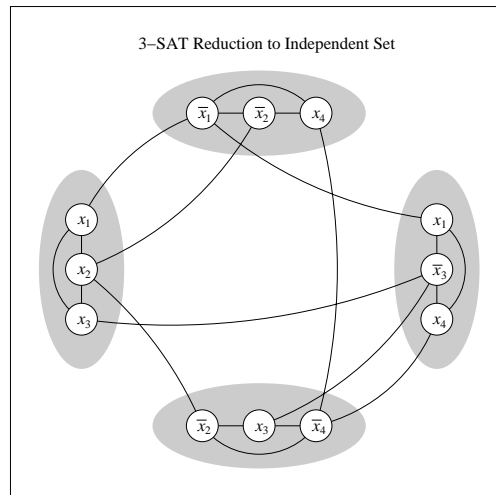 3–SAT Reduction to Independent Set
x̅₁ x̅₂ x₄
x₁
x₂
x₃
x₁
x̅₃
x₄
x̅₂ x₃ x̅₄